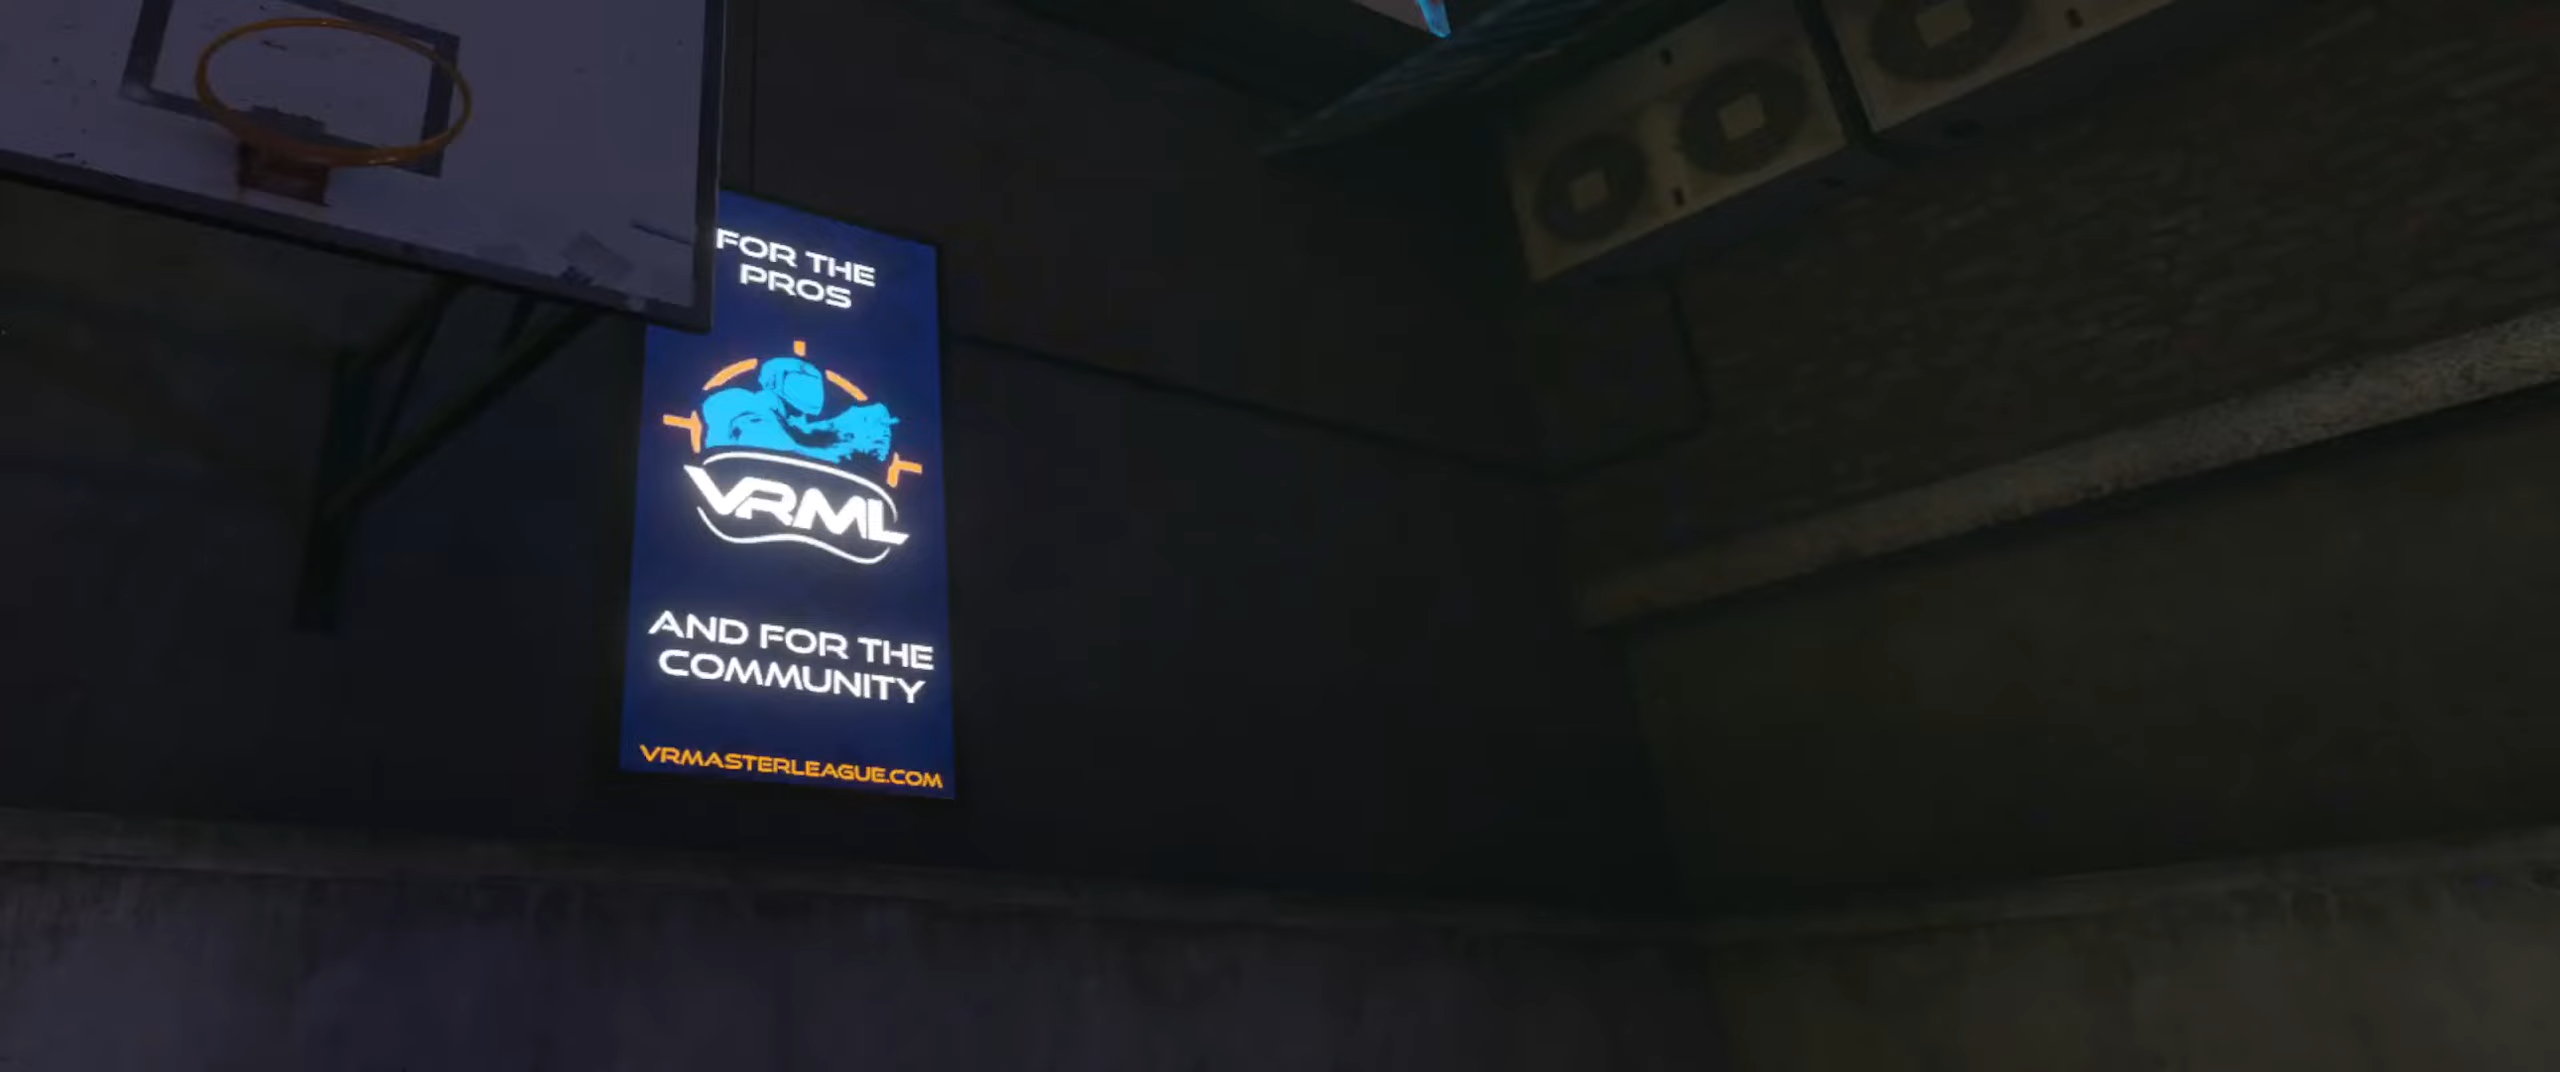 FOR THE
PROS
VRML
AND FOR THE
COMMUNITY
VRMASTERLEAGUE.COM